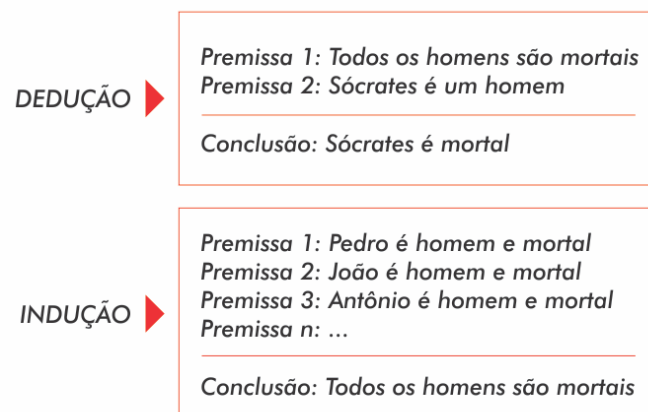 DEDUÇÃO
Premissa 1: Todos os homens são mortais
Premissa 2: Sócrates é um homem
Conclusão: Sócrates é mortal
INDUÇÃO
Premissa 1: Pedro é homem e mortal
Premissa 2: João é homem e mortal
Premissa 3: Antônio é homem e mortal
Premissa n: ...
Conclusão: Todos os homens são mortais